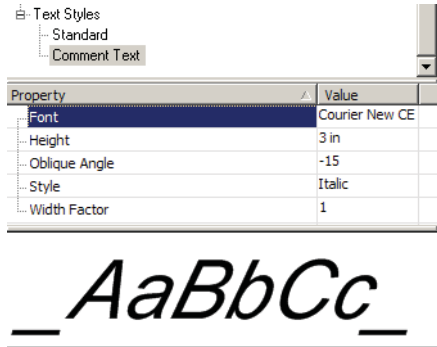 Text Styles
Standard
Comment Text
Property Value
Font Courier New CE
Height 3 in
Oblique Angle -15
Style Italic
Width Factor 1
_AaBbCc_